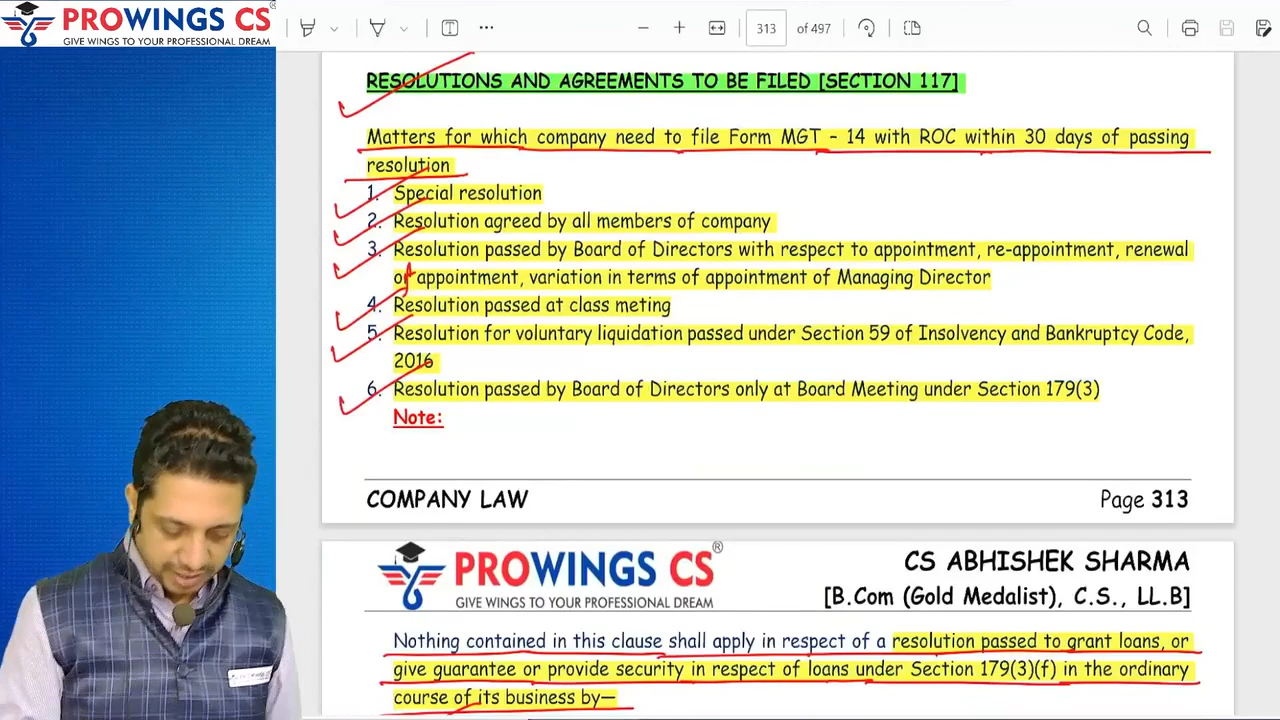 PROWINGS CS®
GIVE WINGS TO YOUR PROFESSIONAL DREAM
313 of 497
RESOLUTIONS AND AGREEMENTS TO BE FILED [SECTION 117]
Matters for which company need to file Form MGT – 14 with ROC within 30 days of passing
resolution
1. Special resolution
2. Resolution agreed by all members of company
3. Resolution passed by Board of Directors with respect to appointment, re-appointment, renewal
of appointment, variation in terms of appointment of Managing Director
4. Resolution passed at class meting
5. Resolution for voluntary liquidation passed under Section 59 of Insolvency and Bankruptcy Code,
2016
6. Resolution passed by Board of Directors only at Board Meeting under Section 179(3)
Note:
COMPANY LAW Page 313
PROWINGS CS®
GIVE WINGS TO YOUR PROFESSIONAL DREAM
CS ABHISHEK SHARMA
[B.Com (Gold Medalist), C.S., LL.B]
Nothing contained in this clause shall apply in respect of a resolution passed to grant loans, or
give guarantee or provide security in respect of loans under Section 179(3)(f) in the ordinary
course of its business by—